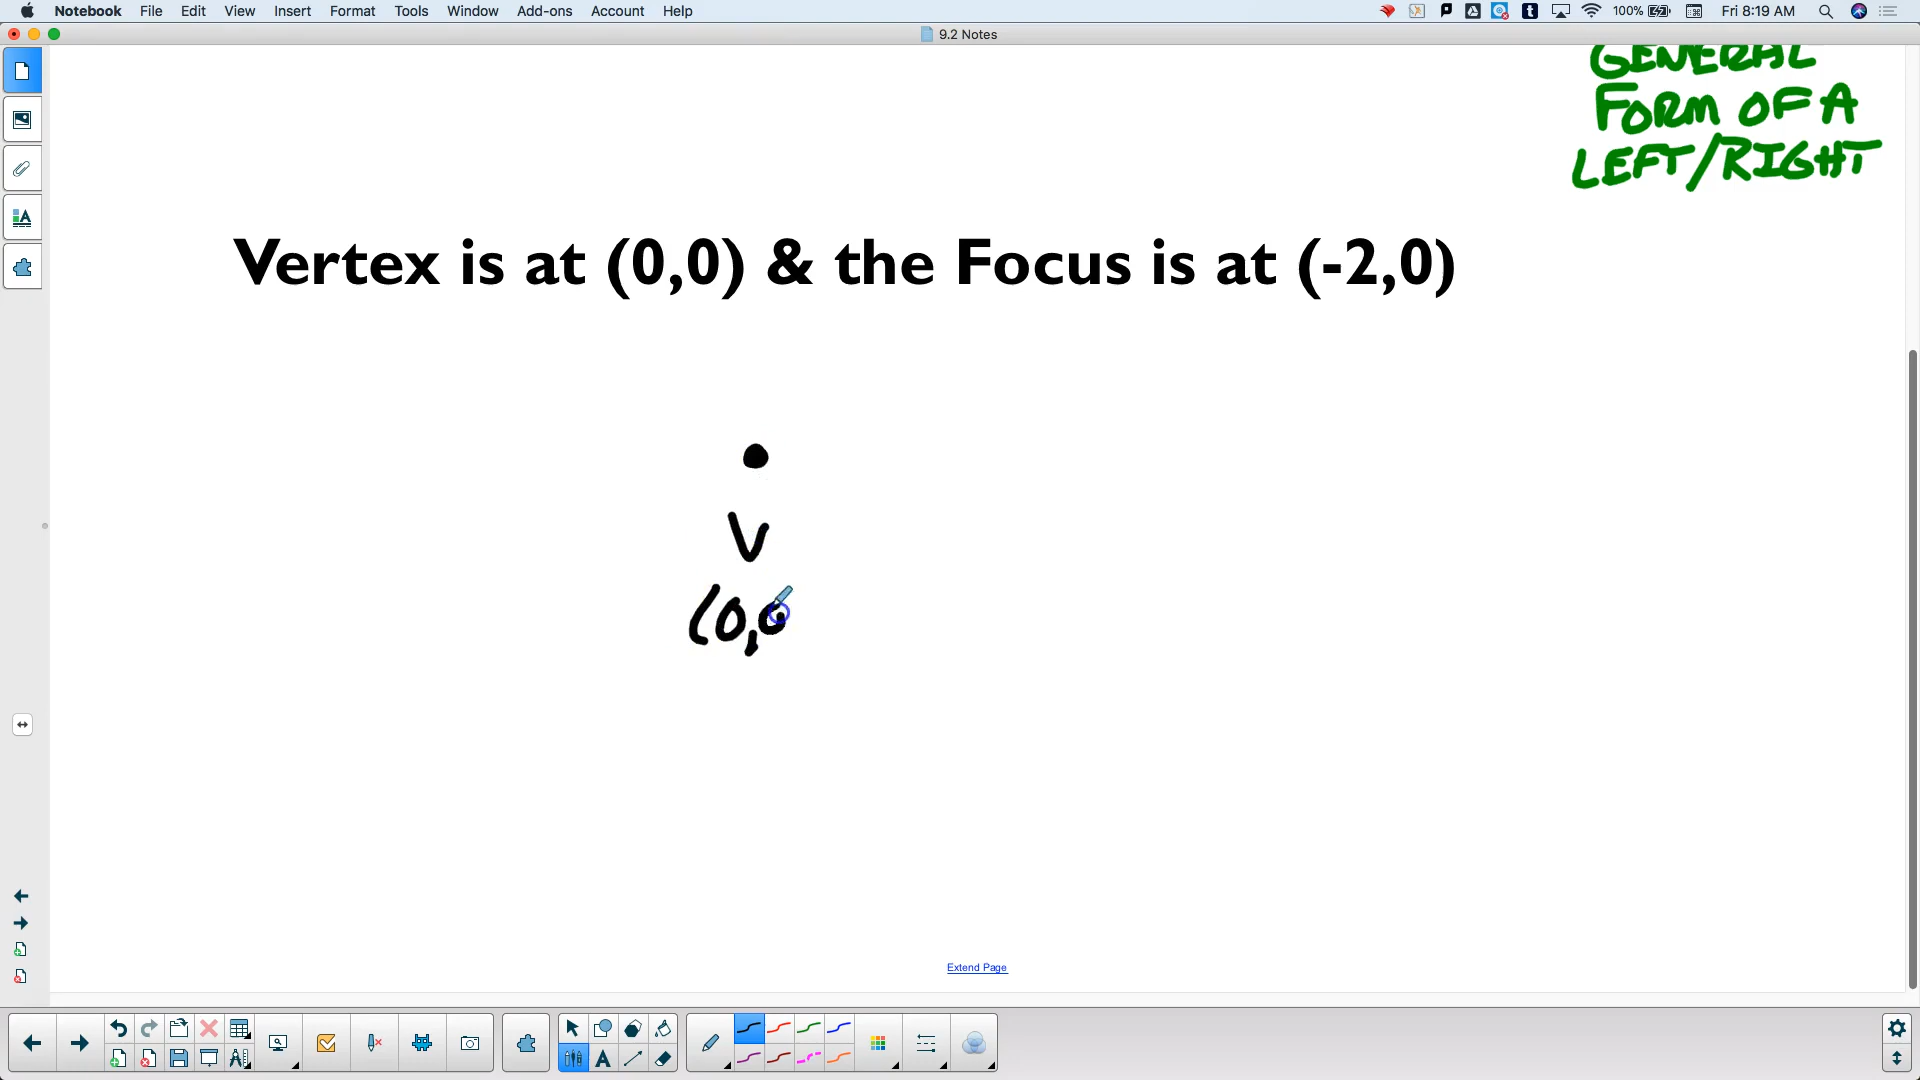 Notebook File Edit View Insert Format Tools Window Add-ons Account Help 100% Fri 8:19 AM
9.2 Notes
GENERAL
FORM OF A
LEFT/RIGHT
Vertex is at (0,0) & the Focus is at (-2,0)
V
(0,0
Extend Page